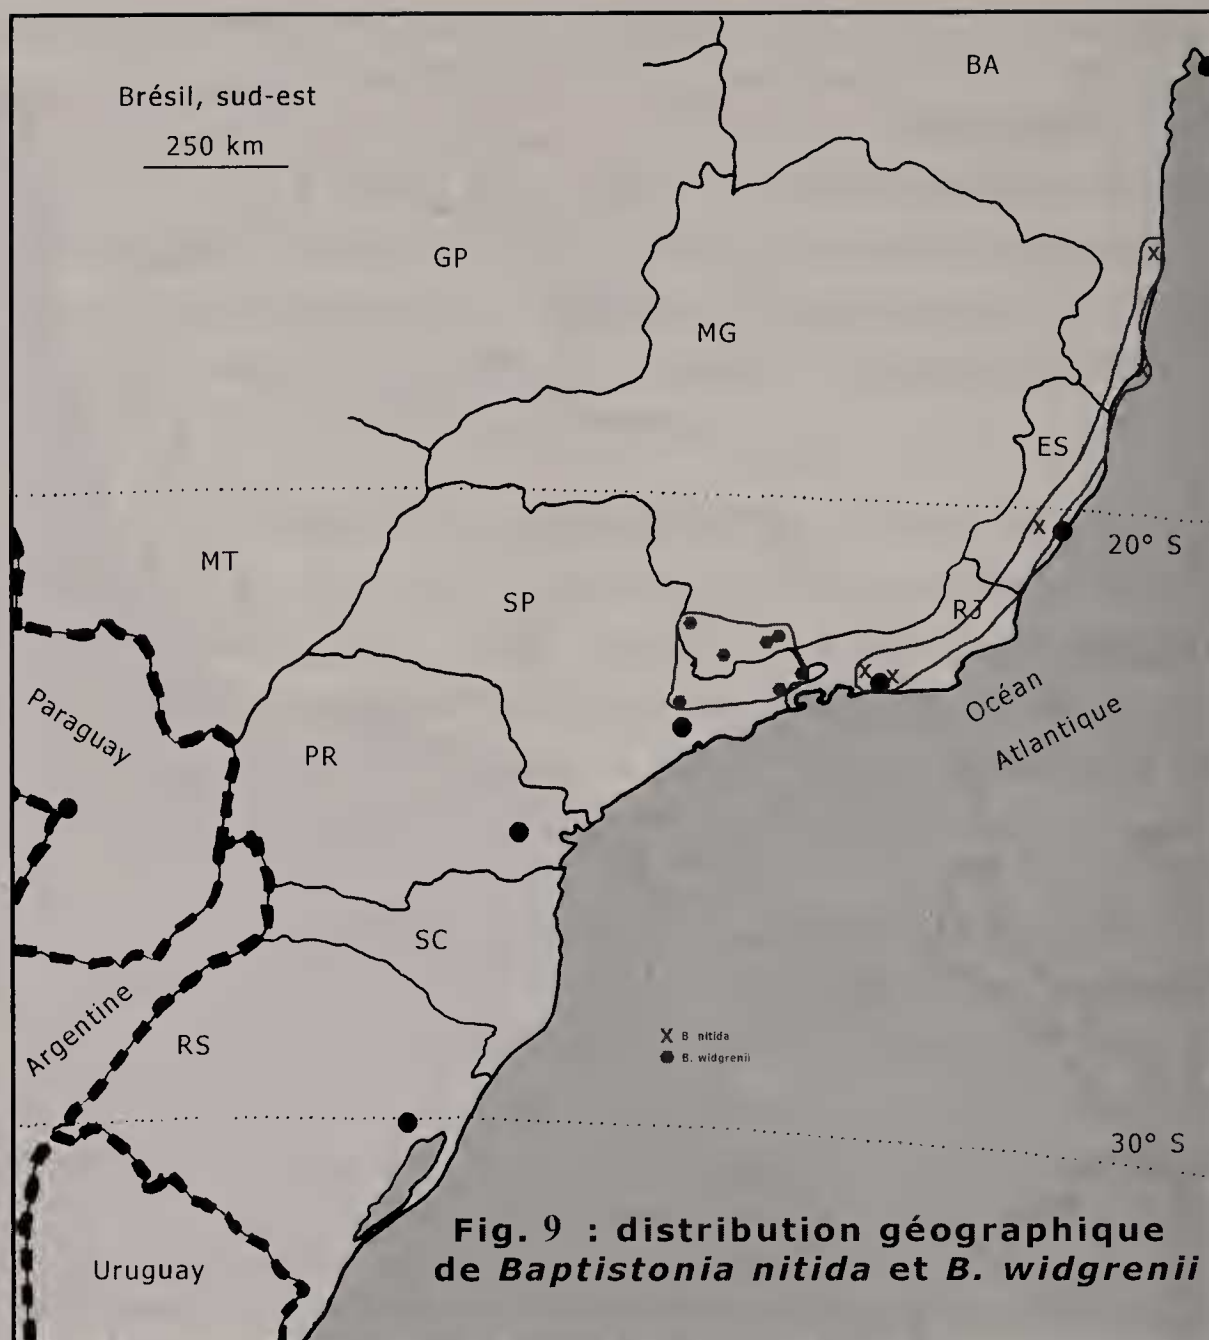 Brésil, sud-est
250 km
BA
GP
MG
ES
20° S
MT
SP
RJ
Océan
Atlantique
Paraguay
PR
SC
Argentine
RS
X B nitida
B. widgrenii
30° S
Uruguay
Fig. 9 : distribution géographique
de Baptistonia nitida et B. widgrenii